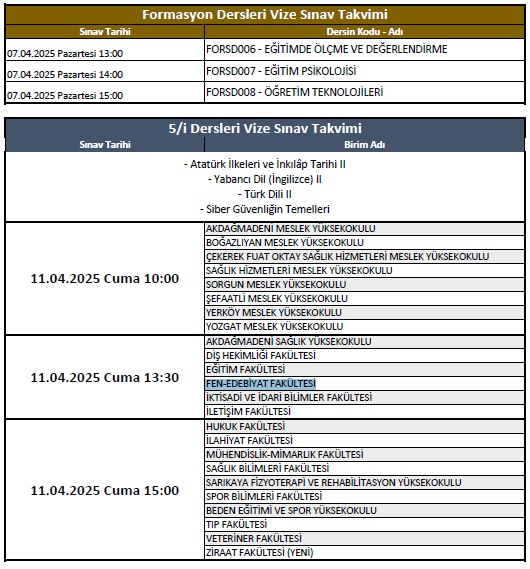 Formasyon Dersleri Vize Sınav Takvimi
Sınav Tarihi Dersin Kodu - Adı
07.04.2025 Pazartesi 13:00 FORSD006 - EĞİTİMDE ÖLÇME VE DEĞERLENDİRME
07.04.2025 Pazartesi 14:00 FORSD007 - EĞİTİM PSİKOLOJİSİ
07.04.2025 Pazartesi 15:00 FORSD008 - ÖĞRETİM TEKNOLOJİLERİ
5/i Dersleri Vize Sınav Takvimi
Sınav Tarihi Birim Adı
- Atatürk İlkeleri ve İnkılâp Tarihi II
- Yabancı Dil (İngilizce) II
- Türk Dili II
- Siber Güvenliğin Temelleri
11.04.2025 Cuma 10:00
AKDAĞMADENİ MESLEK YÜKSEKOKULU
BOĞAZLIYAN MESLEK YÜKSEKOKULU
ÇEKEREK FUAT OKTAY SAĞLIK HİZMETLERİ MESLEK YÜKSEKOKULU
SAĞLIK HİZMETLERİ MESLEK YÜKSEKOKULU
SORGUN MESLEK YÜKSEKOKULU
ŞEFAATLİ MESLEK YÜKSEKOKULU
YERKÖY MESLEK YÜKSEKOKULU
YOZGAT MESLEK YÜKSEKOKULU
11.04.2025 Cuma 13:30
AKDAĞMADENİ SAĞLIK YÜKSEKOKULU
DİŞ HEKİMLİĞİ FAKÜLTESİ
EĞİTİM FAKÜLTESİ
FEN-EDEBİYAT FAKÜLTESİ
İKTİSADİ VE İDARİ BİLİMLER FAKÜLTESİ
İLETİŞİM FAKÜLTESİ
11.04.2025 Cuma 15:00
HUKUK FAKÜLTESİ
İLAHİYAT FAKÜLTESİ
MÜHENDİSLİK-MİMARLIK FAKÜLTESİ
SAĞLIK BİLİMLERİ FAKÜLTESİ
SARIKAYA FİZYOTERAPİ VE REHABİLİTASYON YÜKSEKOKULU
SPOR BİLİMLERİ FAKÜLTESİ
BEDEN EĞİTİMİ VE SPOR YÜKSEKOKULU
TIP FAKÜLTESİ
VETERİNER FAKÜLTESİ
ZİRAAT FAKÜLTESİ (YENİ)